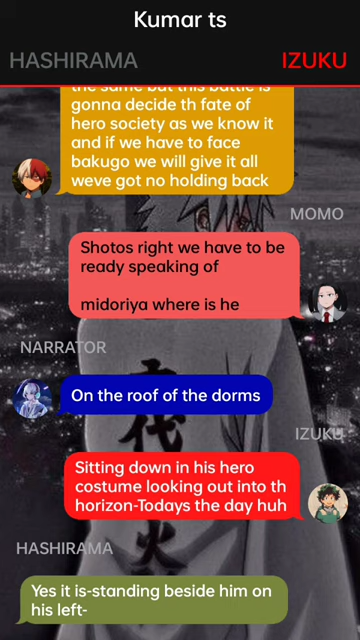 Kumar ts
HASHIRAMA
IZUKU
the same but this battle is
gonna decide th fate of
hero society as we know it
and if we have to face
bakugo we will give it all
weve got no holding back
MOMO
Shotos right we have to be
ready speaking of
midoriya where is he
NARRATOR
On the roof of the dorms
IZUKU
Sitting down in his hero
costume looking out into th
horizon-Todays the day huh
HASHIRAMA
Yes it is-standing beside him on
his left-